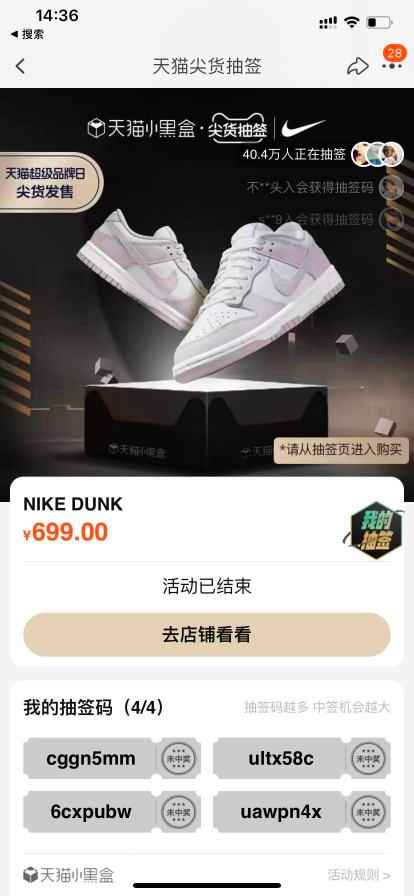 14:36
◀ 搜索
天猫尖货抽签
28
天猫小黑盒·尖货抽签
40.4万人正在抽签
天猫超级品牌日
尖货发售
不**头入会获得抽签码
s**9入会获得抽签码
天猫小黑盒
*请从抽签页进入购买
NIKE DUNK
¥699.00
我的
抽签
活动已结束
去店铺看看
我的抽签码（4/4）
抽签码越多 中签机会越大
cggn5mm
未中奖
ultx58c
未中奖
6cxpubw
未中奖
uawpn4x
未中奖
天猫小黑盒
活动规则 >